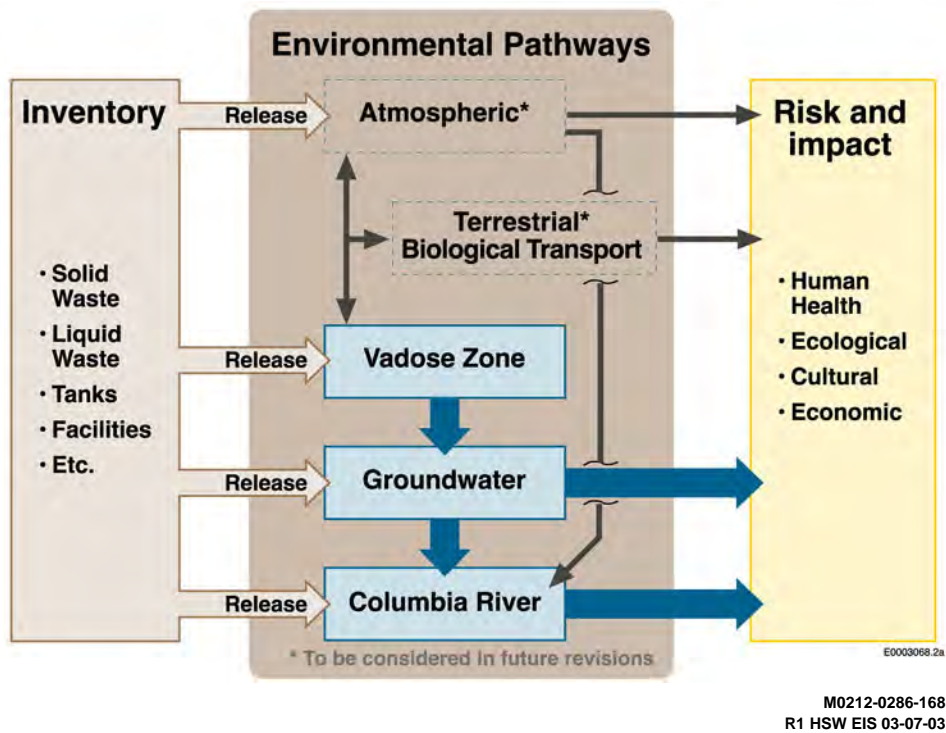 Environmental Pathways
Inventory
Release
Atmospheric*
Risk and
impact
Terrestrial*
Biological Transport
• Solid
Waste
• Liquid
Waste
• Tanks
• Facilities
• Etc.
Release
Vadose Zone
Release
Groundwater
Release
Columbia River
• Human
Health
• Ecological
• Cultural
• Economic
* To be considered in future revisions
E0003068.2a
M0212-0286-168
R1 HSW EIS 03-07-03